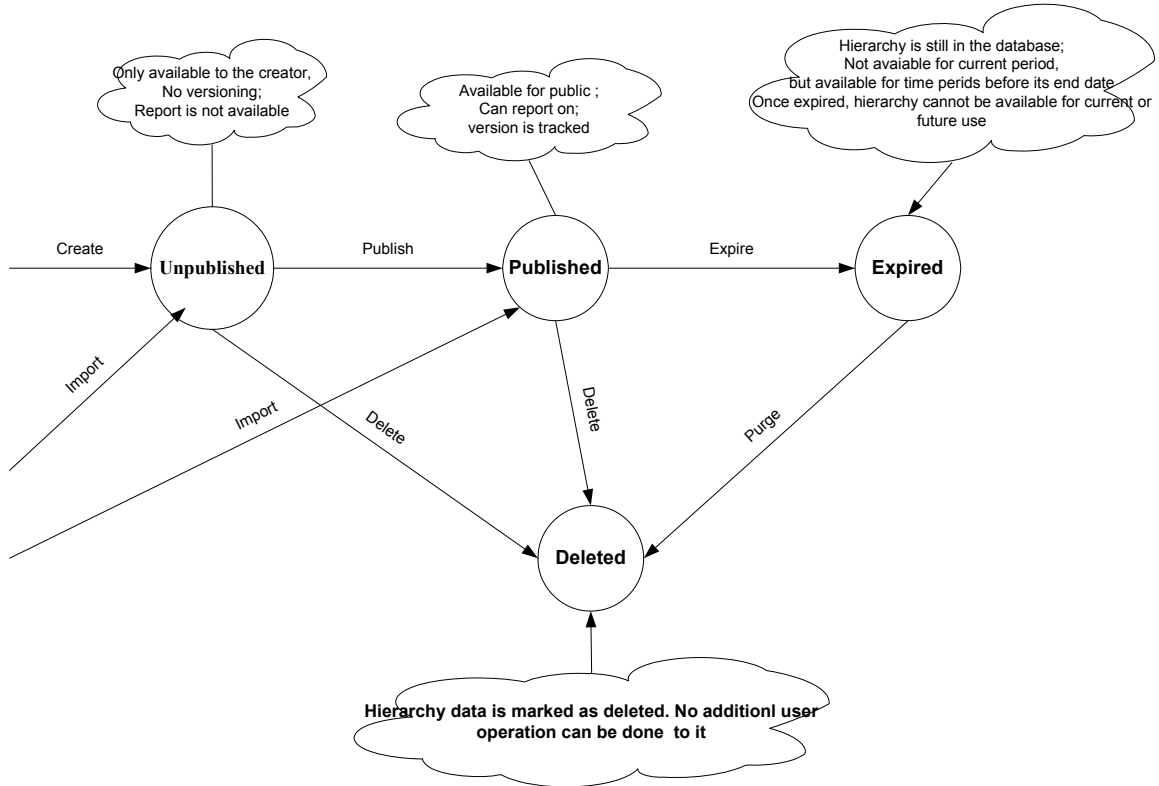 Only available to the creator,
No versioning;
Report is not available
Available for public ;
Can report on;
version is tracked
Hierarchy is still in the database;
Not avaiable for current period,
but available for time perids before its end date
Once expired, hierarchy cannot be available for current or
future use
Create
Unpublished
Publish
Published
Expire
Expired
Import
Import
Delete
Delete
Purge
Deleted
Hierarchy data is marked as deleted. No additionl user
operation can be done to it